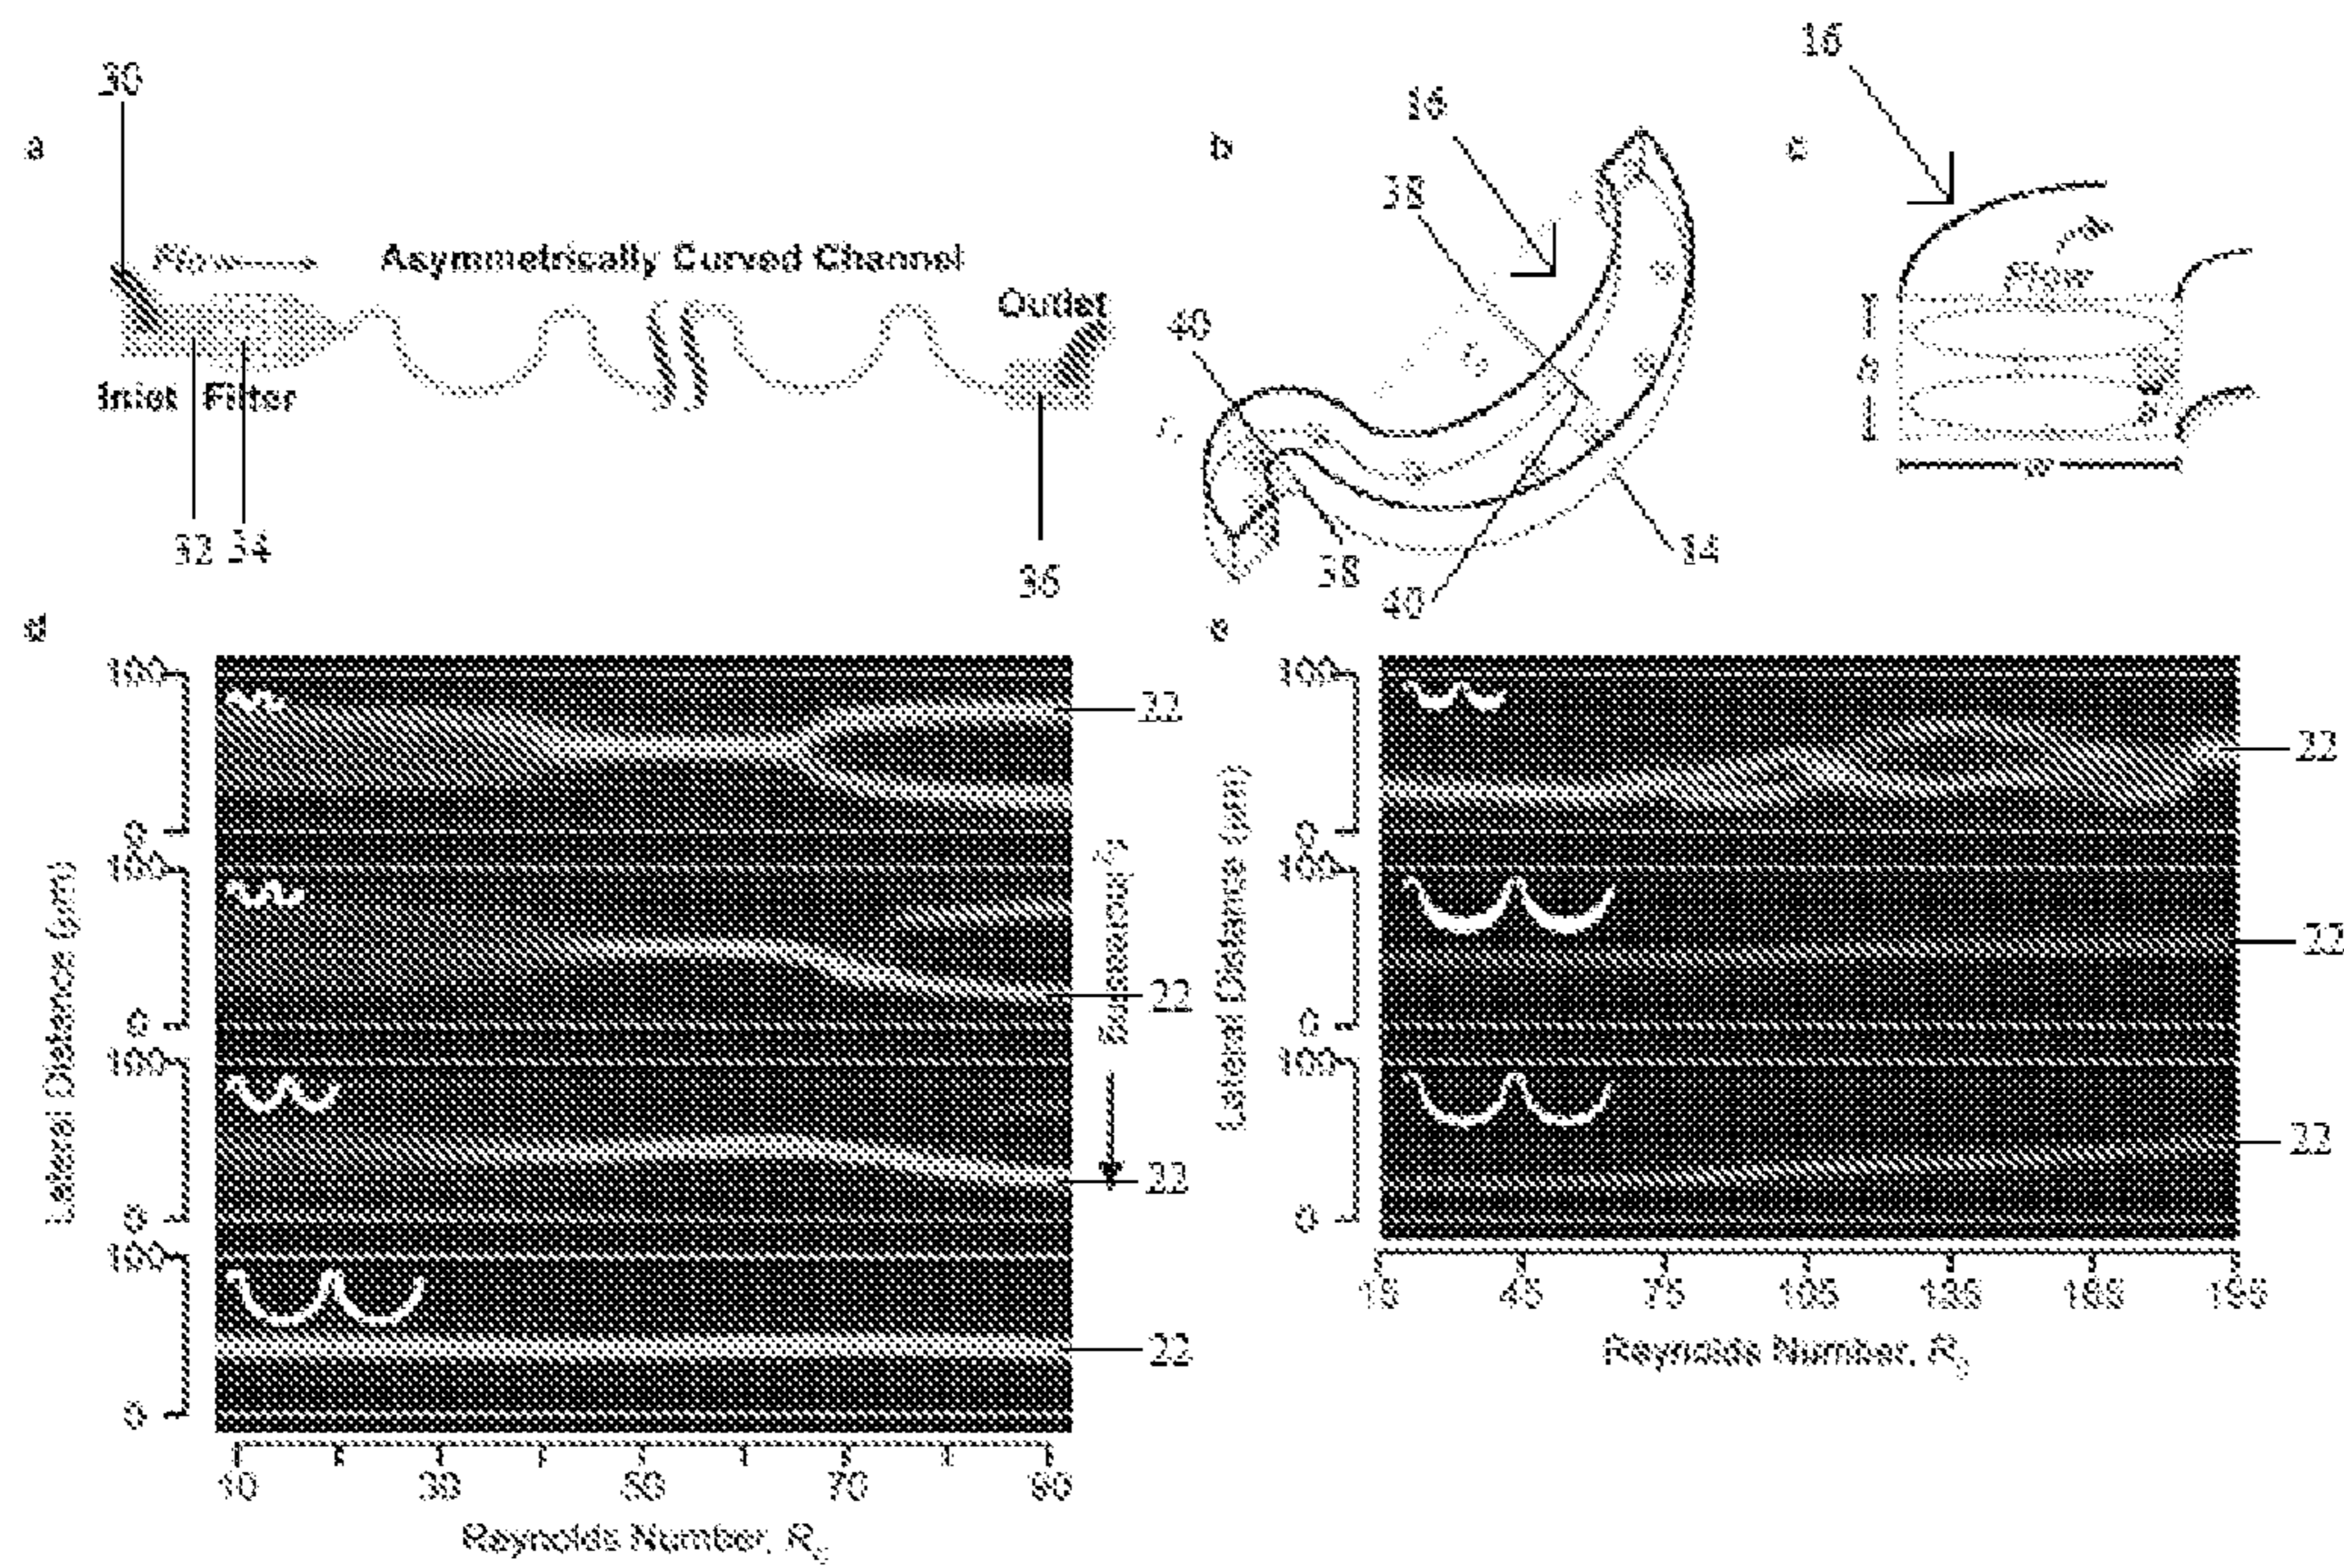 30
16
16
a
b
c
38
Flow
Asymmetrically Curved Channel
Flow
Outlet
40
h
Inlet Filter
w
32 34
14
36
38
40
d
e
100
22
0
100
22
0
100
22
0
100
22
0
Lateral Distance (μm)
Increasing
10
30
50
70
90
Reynolds Number, R
100
22
0
100
22
0
100
22
0
Lateral Distance (μm)
15
45
75
105
135
165
195
Reynolds Number, R